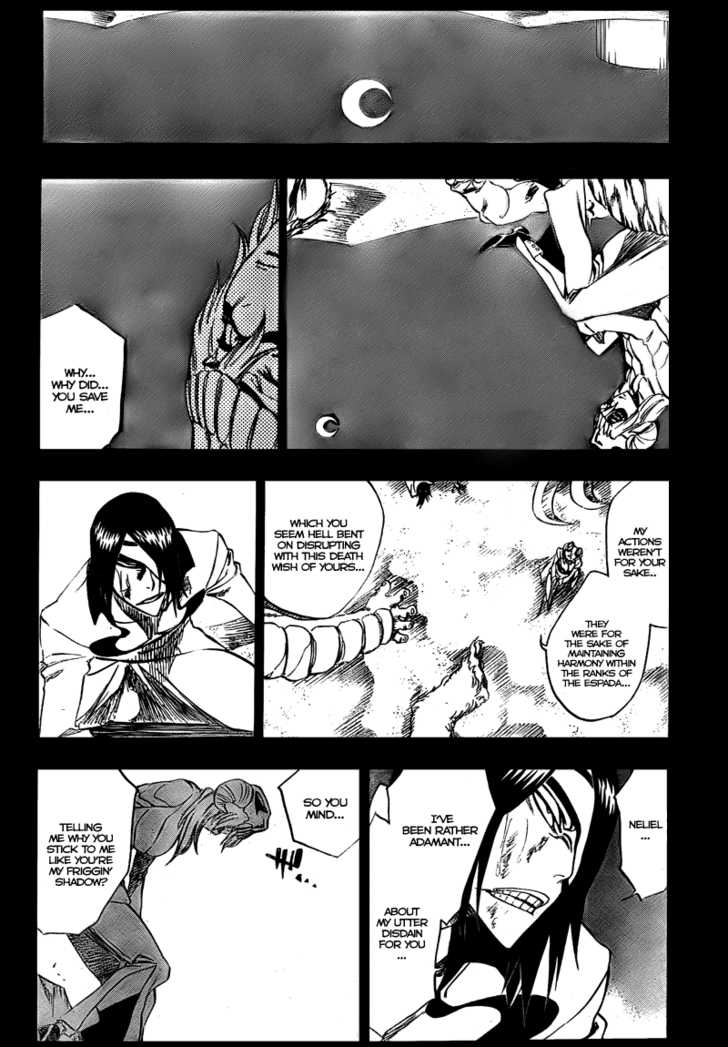 WHY...
WHY DID...
YOU SAVE
ME...
MY
ACTIONS
WEREN'T
FOR YOUR
SAKE..
THEY
WERE FOR
THE SAKE OF
MAINTAINING
HARMONY WITHIN
THE RANKS OF
THE ESPADA...
WHICH YOU
SEEM HELL BENT
ON DISRUPTING
WITH THIS DEATH
WISH OF YOURS...
NELIEL
...
I'VE
BEEN RATHER
ADAMANT...
ABOUT
MY UTTER
DISDAIN
FOR YOU
...
SO YOU
MIND...
TELLING
ME WHY YOU
STICK TO ME
LIKE YOU'RE
MY FRIGGIN'
SHADOW?